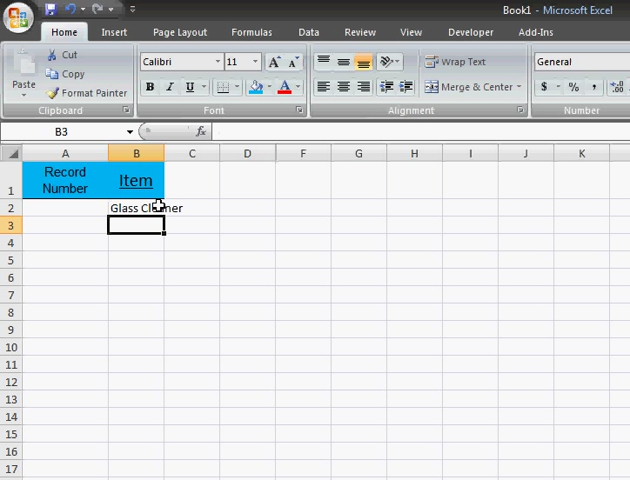 Book1 - Microsoft Excel
Home Insert Page Layout Formulas Data Review View Developer Add-Ins
Cut
Copy
Format Painter
Paste
Clipboard
Calibri 11 A A
B I U A
Font
Wrap Text
Merge & Center
Alignment
General
$ % ,
Number
B3 fx
A B C D E F G H I J K
1 Record Number Item
2 Glass Cleaner
3
4
5
6
7
8
9
10
11
12
13
14
15
16
17